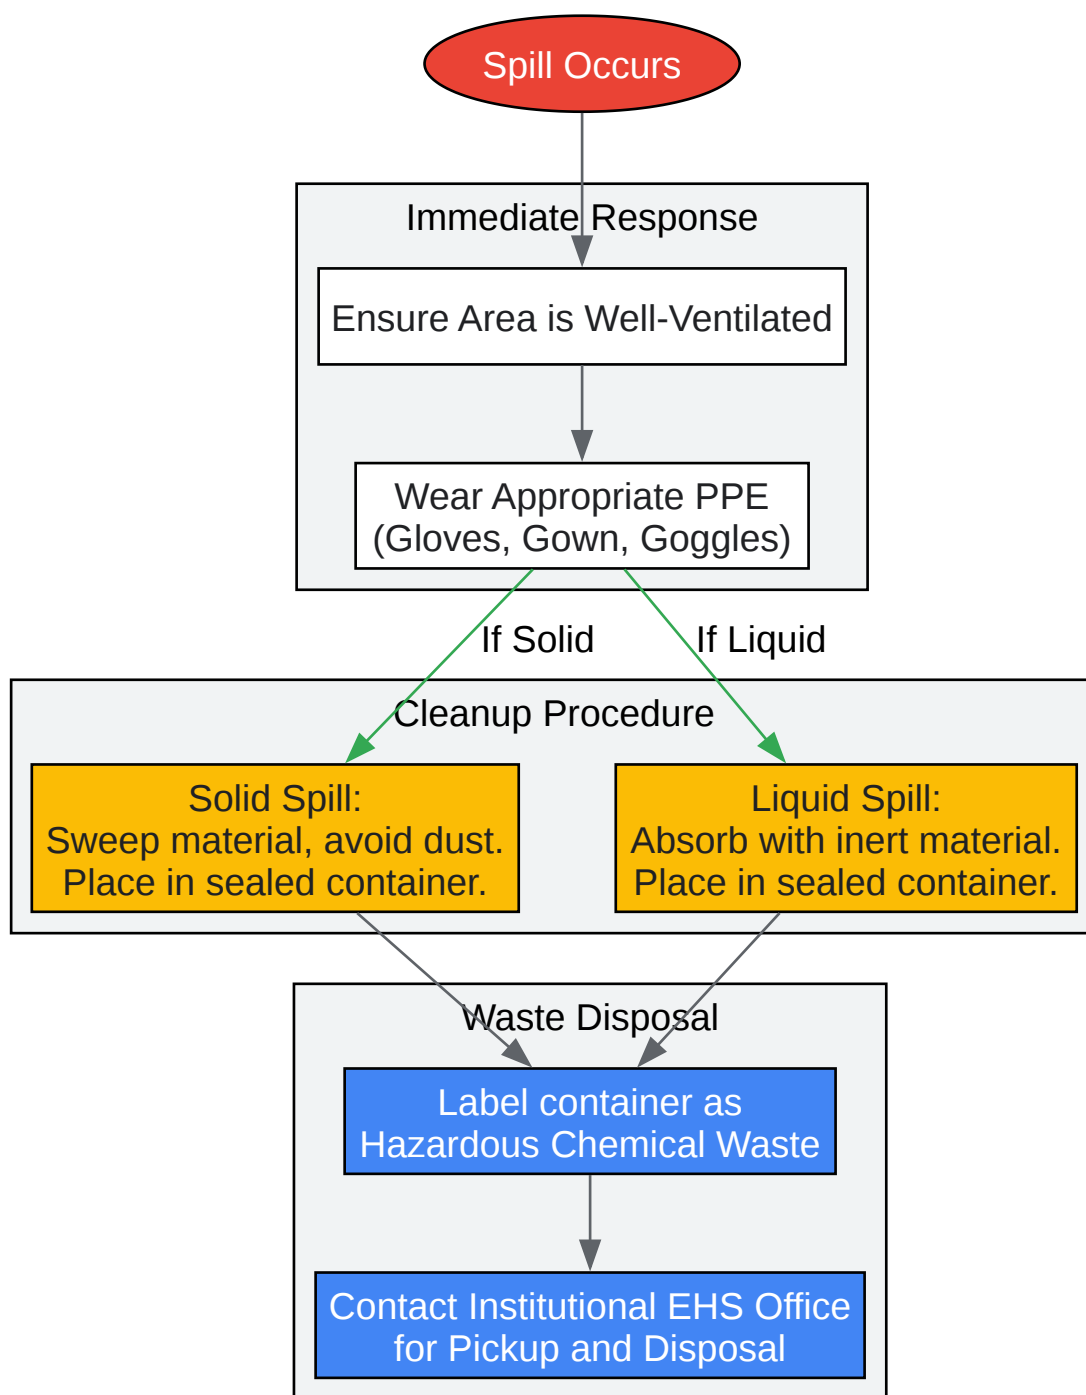 Spill Occurs
Immediate Response
Ensure Area is Well-Ventilated
Wear Appropriate PPE
(Gloves, Gown, Goggles)
If Solid
If Liquid
Cleanup Procedure
Solid Spill:
Sweep material, avoid dust.
Place in sealed container.
Liquid Spill:
Absorb with inert material.
Place in sealed container.
Waste Disposal
Label container as
Hazardous Chemical Waste
Contact Institutional EHS Office
for Pickup and Disposal